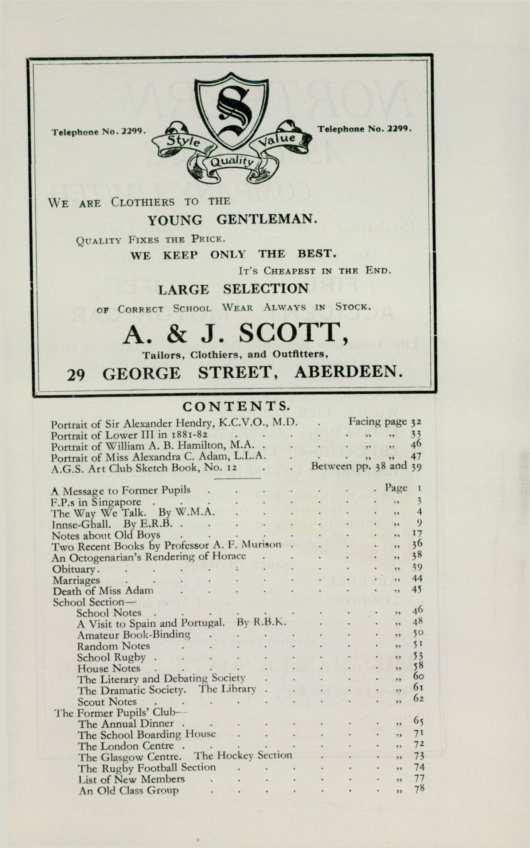 S
Telephone No. 2299.
Telephone No. 2299.
Style
Value
Quality
WE ARE CLOTHIERS TO THE
YOUNG GENTLEMAN.
QUALITY FIXES THE PRICE.
WE KEEP ONLY THE BEST.
IT'S CHEAPEST IN THE END.
LARGE SELECTION
OF CORRECT SCHOOL WEAR ALWAYS IN STOCK.
A. & J. SCOTT,
Tailors, Clothiers, and Outfitters,
29 GEORGE STREET, ABERDEEN.
CONTENTS.
Portrait of Sir Alexander Hendry, K.C.V.O., M.D. . Facing page 32
Portrait of Lower III in 1881-82 . . . . ,, ,, 33
Portrait of William A. B. Hamilton, M.A. . . . ,, ,, 46
Portrait of Miss Alexandra C. Adam, L.L.A. . . ,, ,, 47
A.G.S. Art Club Sketch Book, No. 12 . . Between pp. 38 and 39
A Message to Former Pupils . . . . . . . Page 1
F.P.s in Singapore . . . . . . . . ,, 3
The Way We Talk. By W.M.A. . . . . . . ,, 4
Innse-Ghall. By E.R.B. . . . . . . . ,, 9
Notes about Old Boys . . . . . . . ,, 17
Two Recent Books by Professor A. F. Murison . . . . ,, 36
An Octogenarian's Rendering of Horace . . . . . ,, 38
Obituary . . . . . . . . . ,, 39
Marriages . . . . . . . . . ,, 44
Death of Miss Adam . . . . . . . ,, 45
School Section—
School Notes . . . . . . . . ,, 46
A Visit to Spain and Portugal. By R.B.K. . . . . ,, 48
Amateur Book-Binding . . . . . . . ,, 50
Random Notes . . . . . . . ,, 51
School Rugby . . . . . . . . ,, 53
House Notes . . . . . . . . ,, 58
The Literary and Debating Society . . . . . ,, 60
The Dramatic Society. The Library . . . . . ,, 61
Scout Notes . . . . . . . . ,, 62
The Former Pupils' Club—
The Annual Dinner . . . . . . . ,, 65
The School Boarding House . . . . . . ,, 71
The London Centre . . . . . . . ,, 72
The Glasgow Centre. The Hockey Section . . . . ,, 73
The Rugby Football Section . . . . . . ,, 74
List of New Members . . . . . . . ,, 77
An Old Class Group . . . . . . . ,, 78